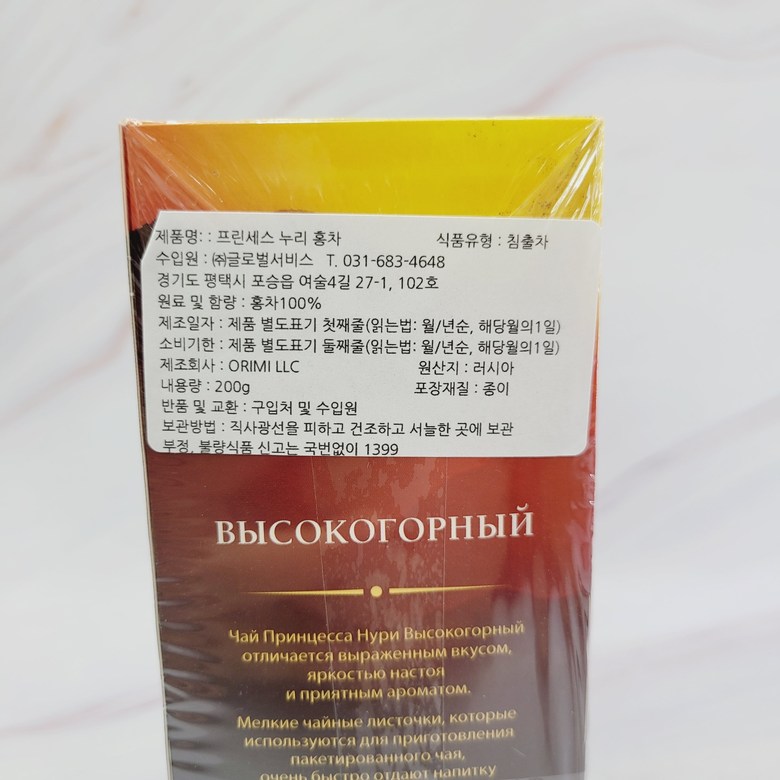 제품명: : 프린세스 누리 홍차 식품유형 : 침출차
수입원 : ㈜글로벌서비스 T. 031-683-4648
경기도 평택시 포승읍 여술4길 27-1, 102호
원료 및 함량 : 홍차100%
제조일자 : 제품 별도표기 첫째줄(읽는법: 월/년순, 해당월의1일)
소비기한 : 제품 별도표기 둘째줄(읽는법: 월/년순, 해당월의1일)
제조회사 : ORIMI LLC 원산지 : 러시아
내용량 : 200g 포장재질 : 종이
반품 및 교환 : 구입처 및 수입원
보관방법 : 직사광선을 피하고 건조하고 서늘한 곳에 보관
부정, 불량식품 신고는 국번없이 1399
ВЫСОКОГОРНЫЙ
Чай Принцесса Нури Высокогорный
отличается выраженным вкусом,
яркостью настоя
и приятным ароматом.
Мелкие чайные листочки, которые
используются для приготовления
пакетированного чая,
очень быстро отдают напитку